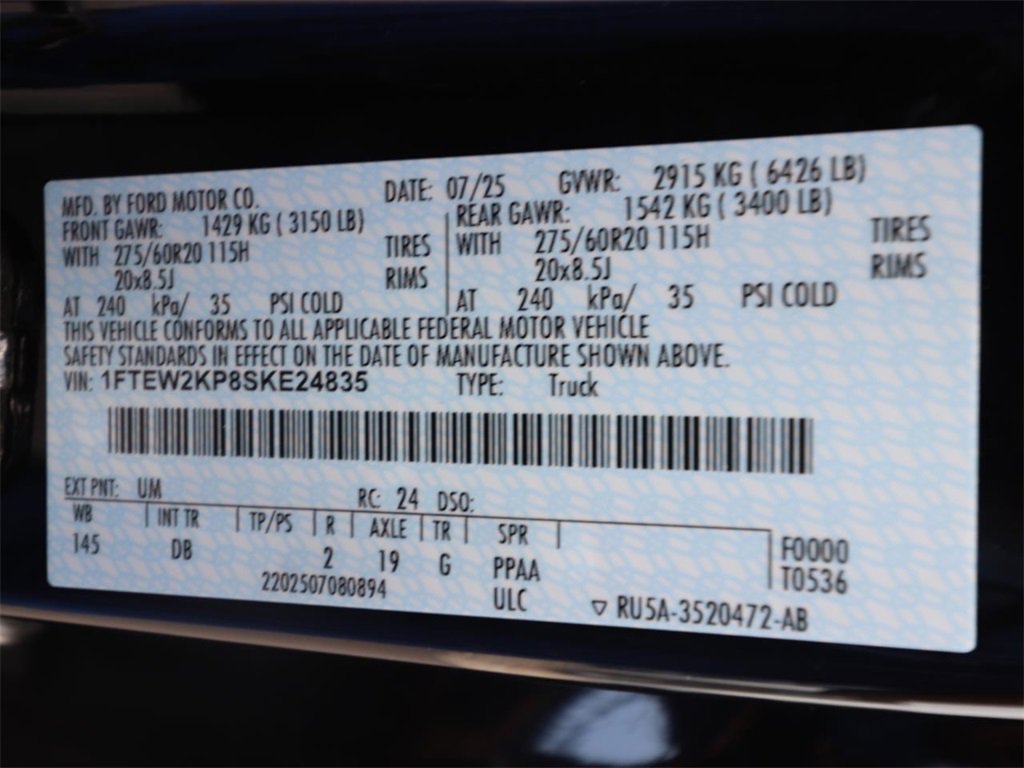 MFD. BY FORD MOTOR CO. DATE: 07/25 GVWR: 2915 KG ( 6426 LB)
FRONT GAWR: 1429 KG ( 3150 LB) REAR GAWR: 1542 KG ( 3400 LB)
WITH 275/60R20 115H TIRES WITH 275/60R20 115H TIRES
20x8.5J RIMS 20x8.5J RIMS
AT 240 kPa/ 35 PSI COLD AT 240 kPa/ 35 PSI COLD
THIS VEHICLE CONFORMS TO ALL APPLICABLE FEDERAL MOTOR VEHICLE
SAFETY STANDARDS IN EFFECT ON THE DATE OF MANUFACTURE SHOWN ABOVE.
VIN: 1FTEW2KP8SKE24835 TYPE: Truck
EXT PNT: UM RC: 24 DSO:
WB INT TR TP/PS R AXLE TR SPR
145 DB 2 19 G PPAA F0000
2202507080894 ULC T0536
▽ RU5A-3520472-AB